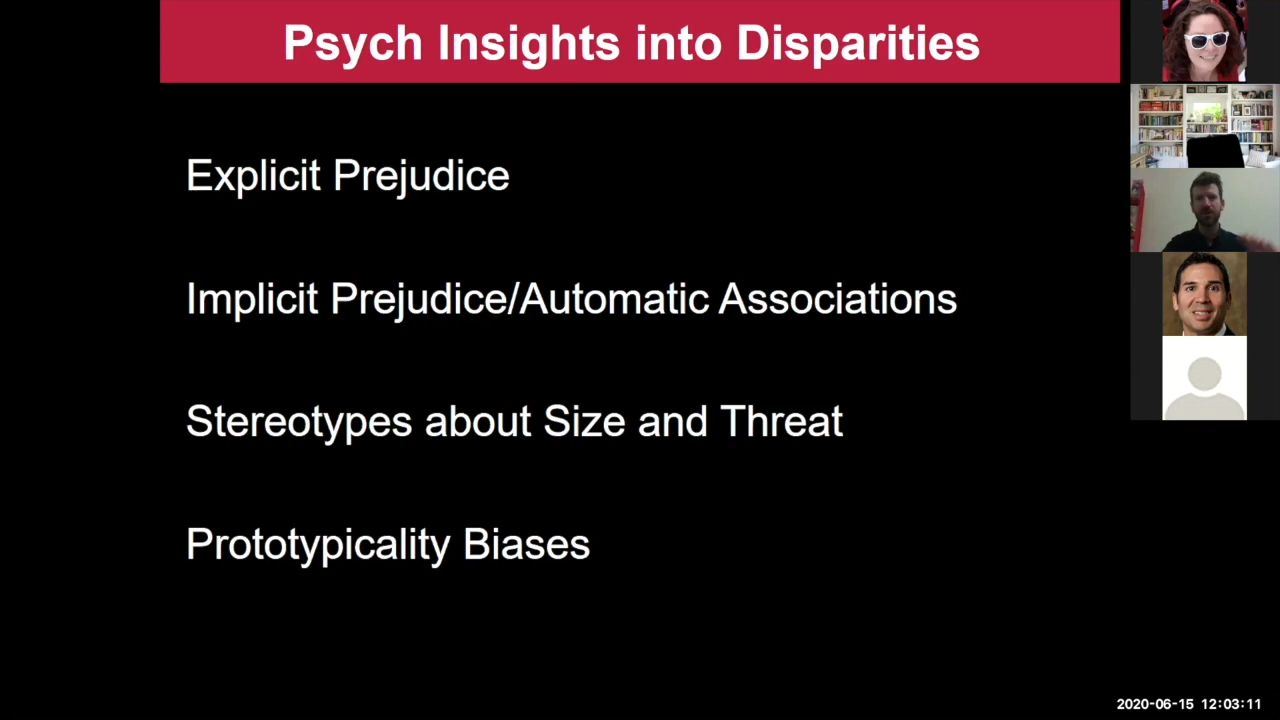 Psych Insights into Disparities
Explicit Prejudice
Implicit Prejudice/Automatic Associations
Stereotypes about Size and Threat
Prototypicality Biases
2020-06-15 12:03:11